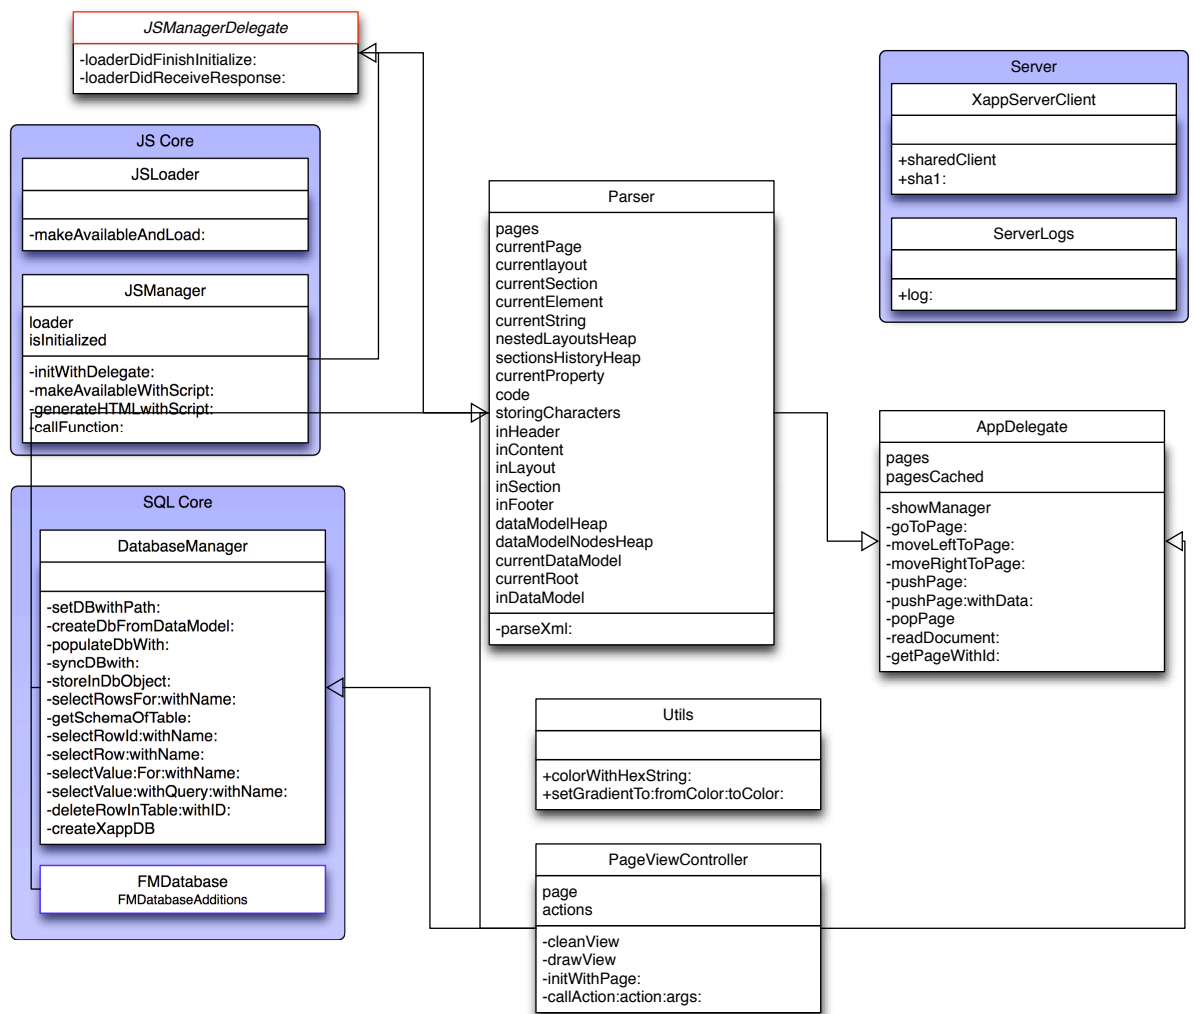 JSManagerDelegate
-loaderDidFinishInitialize:
-loaderDidReceiveResponse:
JS Core
JSLoader
-makeAvailableAndLoad:
JSManager
loader
isInitialized
-initWithDelegate:
-makeAvailableWithScript:
-generateHTMLwithScript:
-callFunction:
SQL Core
DatabaseManager
-setDBwithPath:
-createDbFromDataModel:
-populateDbWith:
-syncDBwith:
-storeInDbObject:
-selectRowsFor:withName:
-getSchemaOfTable:
-selectRowId:withName:
-selectRow:withName:
-selectValue:For:withName:
-selectValue:withQuery:withName:
-deleteRowInTable:withID:
-createXappDB
FMDatabase
FMDatabaseAdditions
Parser
pages
currentPage
currentlayout
currentSection
currentElement
currentString
nestedLayoutsHeap
sectionsHistoryHeap
currentProperty
code
storingCharacters
inHeader
inContent
inLayout
inSection
inFooter
dataModelHeap
dataModelNodesHeap
currentDataModel
currentRoot
inDataModel
-parseXml:
Utils
+colorWithHexString:
+setGradientTo:fromColor:toColor:
PageViewController
page
actions
-cleanView
-drawView
-initWithPage:
-callAction:action:args:
Server
XappServerClient
+sharedClient
+sha1:
ServerLogs
+log:
AppDelegate
pages
pagesCached
-showManager
-goToPage:
-moveLeftToPage:
-moveRightToPage:
-pushPage:
-pushPage:withData:
-popPage
-readDocument:
-getPageWithId: